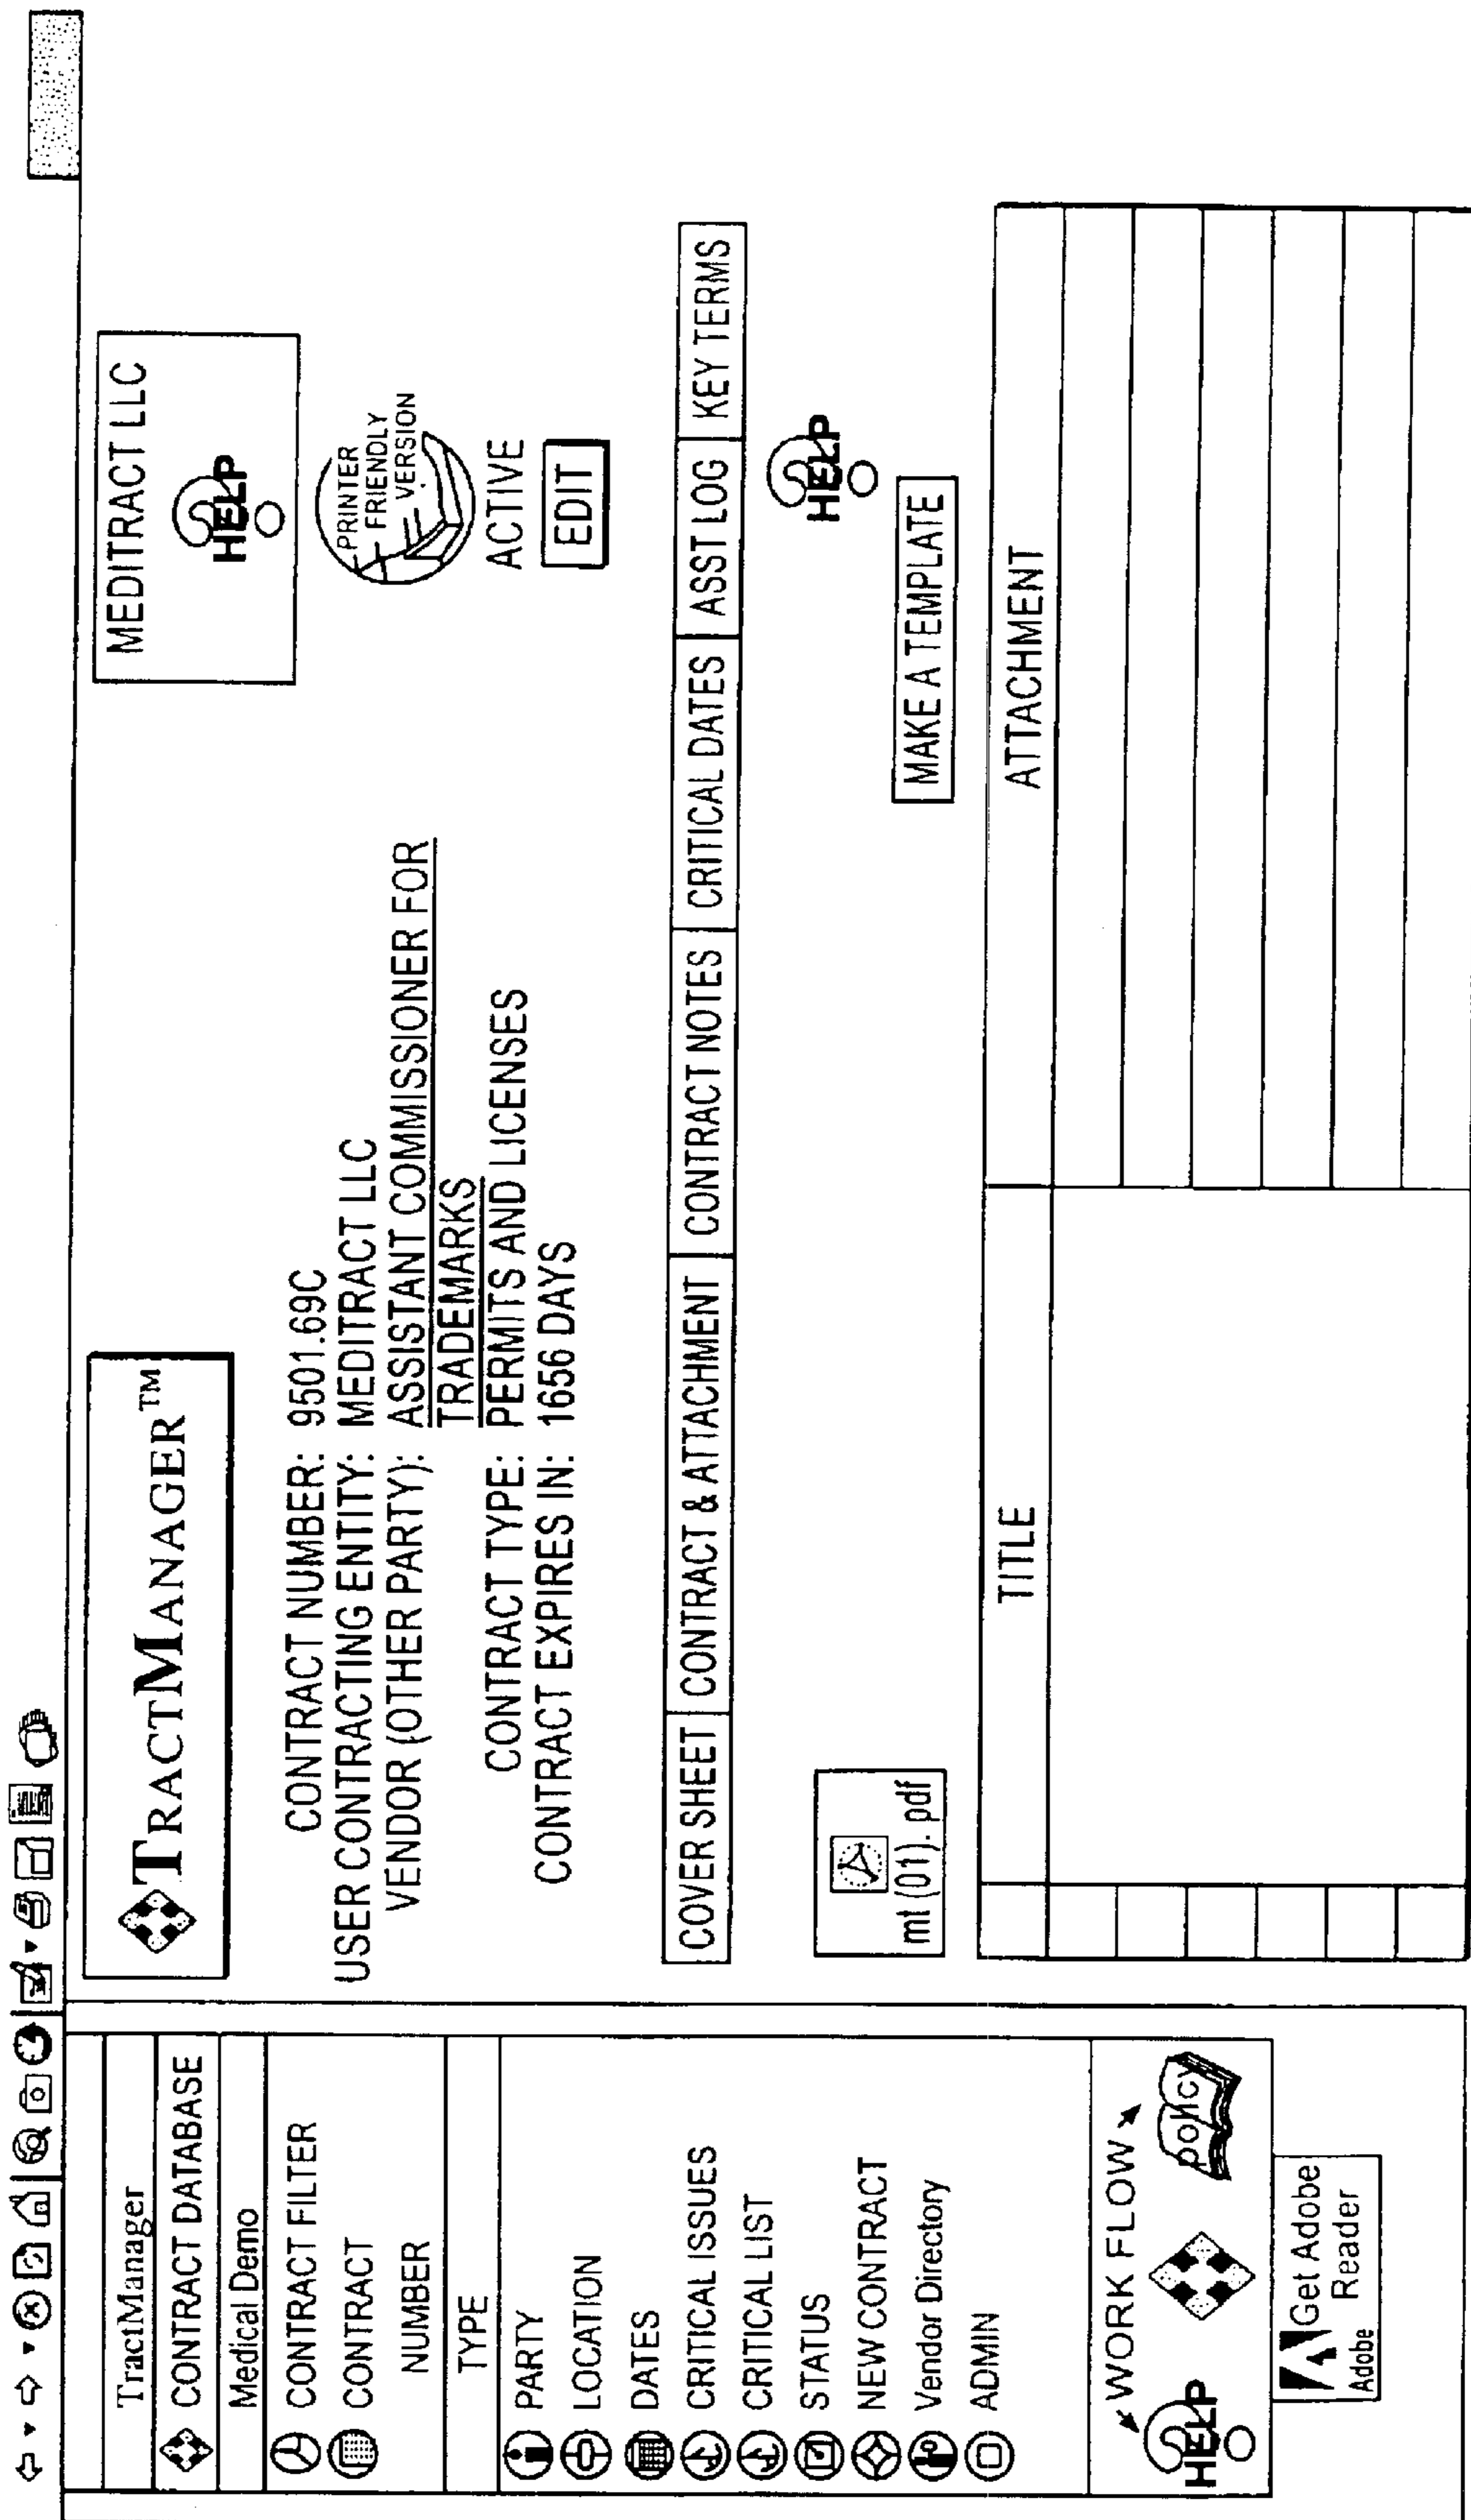 TractManager
CONTRACT DATABASE
Medical Demo
CONTRACT FILTER
CONTRACT
NUMBER
TYPE
PARTY
LOCATION
DATES
CRITICAL ISSUES
CRITICAL LIST
STATUS
NEW CONTRACT
Vendor Directory
ADMIN
WORK FLOW
HELP
policy
Get Adobe
Reader
Adobe
TRACTMANAGER™
MEDITRACT LLC
HELP
PRINTER
FRIENDLY
VERSION
ACTIVE
EDIT
CONTRACT NUMBER: 9501.69C
USER CONTRACTING ENTITY: MEDITRACT LLC
VENDOR (OTHER PARTY): ASSISTANT COMMISSIONER FOR
TRADEMARKS
CONTRACT TYPE: PERMITS AND LICENSES
CONTRACT EXPIRES IN: 1656 DAYS
COVER SHEET CONTRACT & ATTACHMENT CONTRACT NOTES CRITICAL DATES ASST LOG KEY TERMS
HELP
mt (01).pdf
MAKE A TEMPLATE
TITLE ATTACHMENT